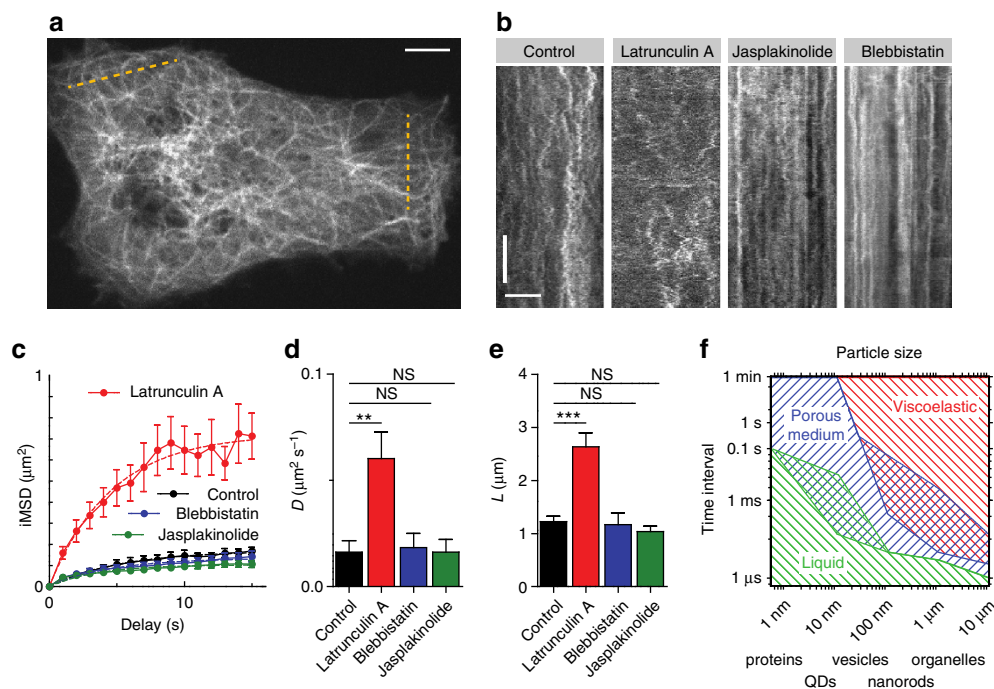 a
b
Control
Latrunculin A
Jasplakinolide
Blebbistatin
c
1
iMSD (μm²)
0
0
10
Delay (s)
Latrunculin A
Control
Blebbistatin
Jasplakinolide
d
0.1
D (μm² s⁻¹)
0.0
NS
NS
**
Control
Latrunculin A
Blebbistatin
Jasplakinolide
e
4
3
2
1
0
L (μm)
NS
NS
***
Control
Latrunculin A
Blebbistatin
Jasplakinolide
f
Particle size
1 min
1 s
0.1 s
1 ms
1 μs
Time interval
Porous
medium
Viscoelastic
Liquid
1 nm
10 nm
100 nm
1 μm
10 μm
proteins vesicles organelles
QDs nanorods